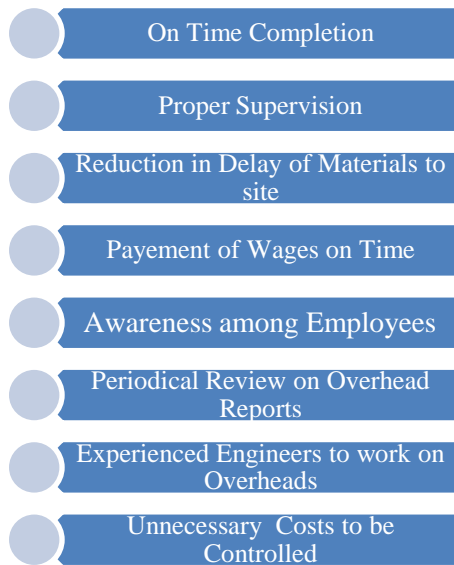 On Time Completion
Proper Supervision
Reduction in Delay of Materials to
site
Payement of Wages on Time
Awareness among Employees
Periodical Review on Overhead
Reports
Experienced Engineers to work on
Overheads
Unnecessary Costs to be
Controlled